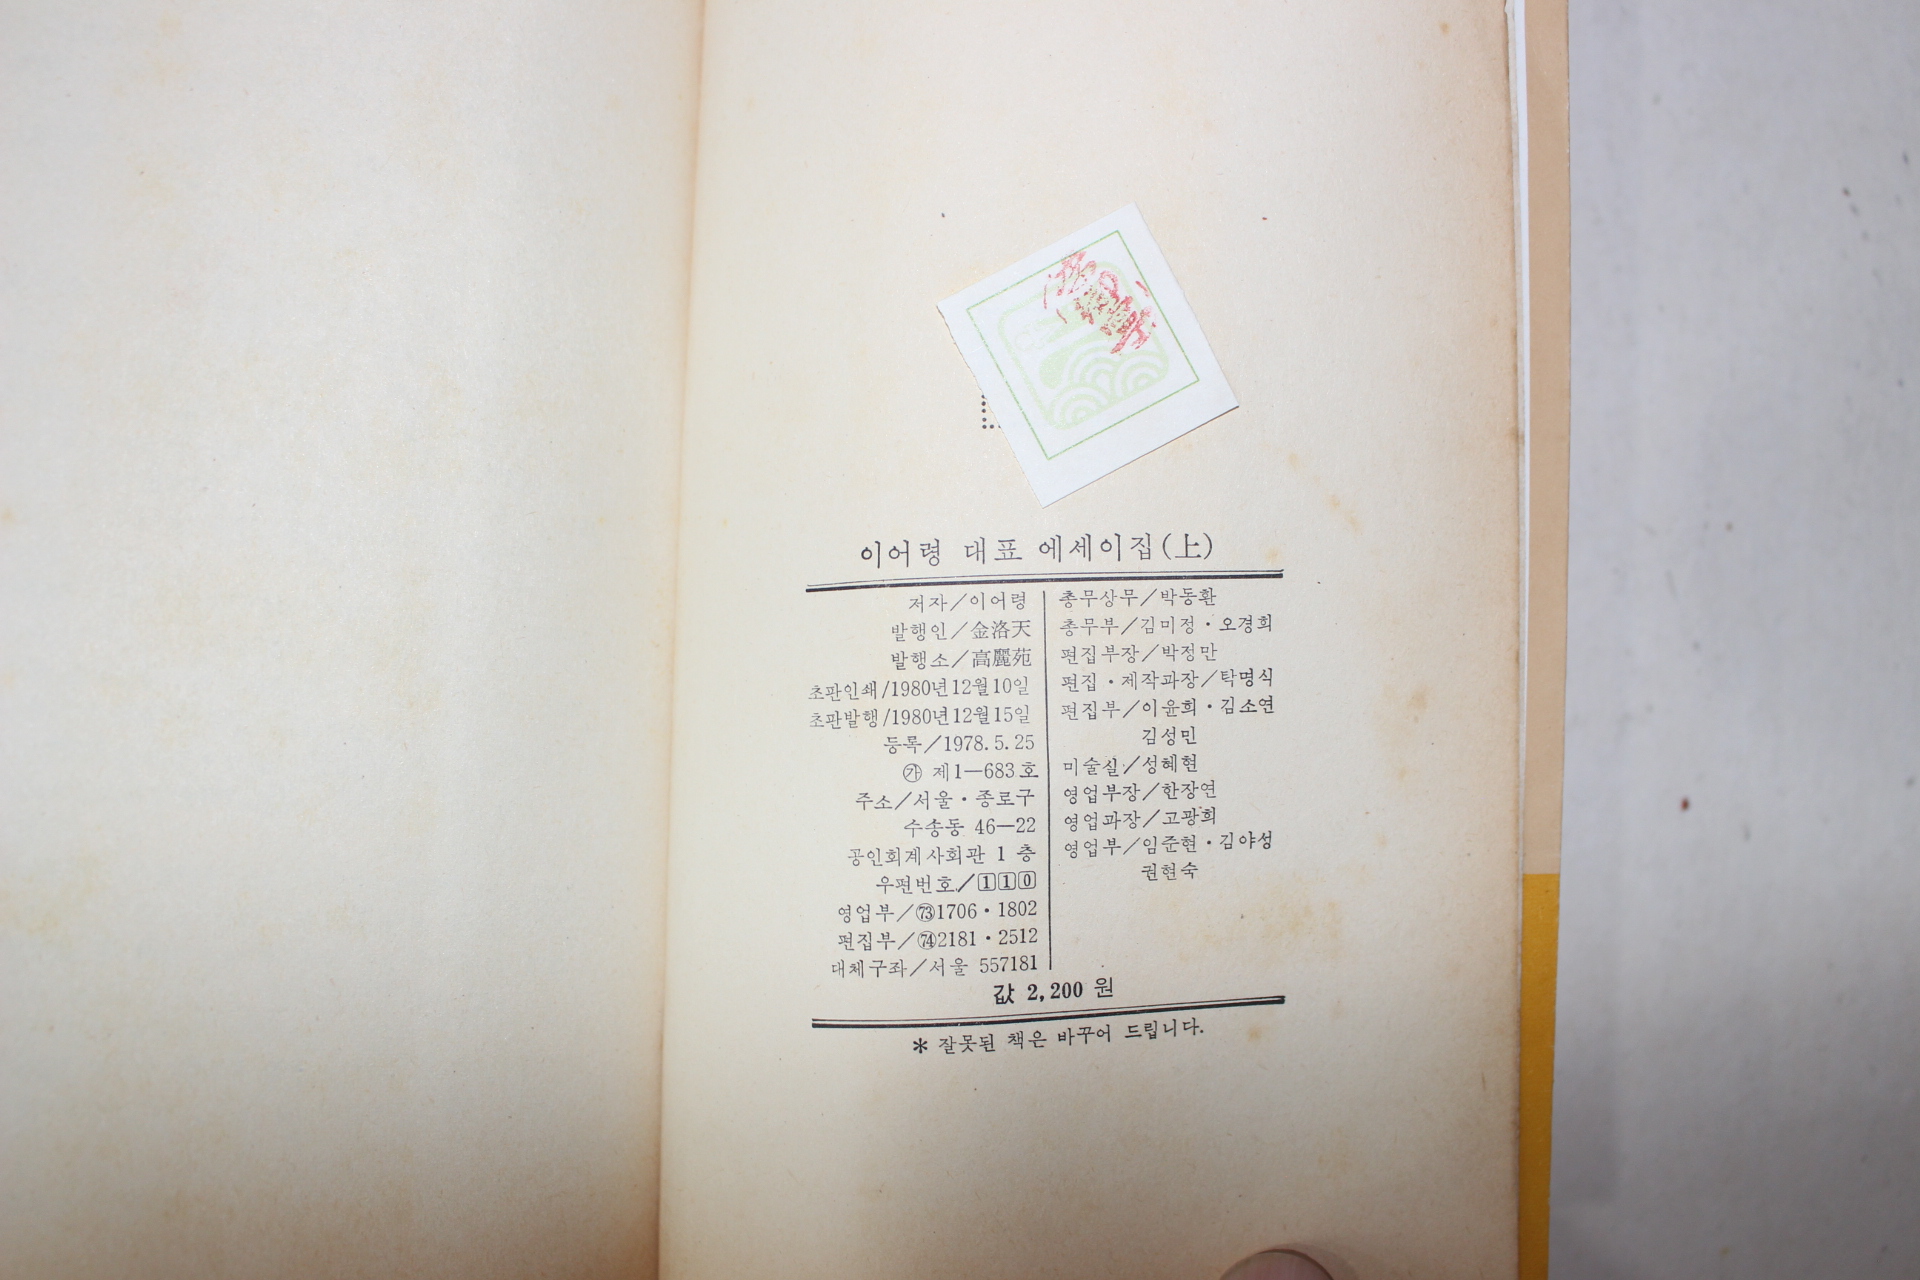 이어령 대표 에세이집(上)
저자/이어령
발행인/金洛天
발행소/高麗苑
초판인쇄/1980년12월10일
초판발행/1980년12월15일
등록/1978.5.25
㉮ 제1—683호
주소/서울・종로구
수송동 46—22
공인회계사회관 1 층
우편번호/110
영업부/73 1706・1802
편집부/74 2181・2512
대체구좌/서울 557181
총무상무/박동환
총무부/김미정・오경희
편집부장/박정만
편집・제작과장/탁명식
편집부/이윤희・김소연
김성민
미술실/성혜현
영업부장/한장연
영업과장/고광희
영업부/임준현・김야성
권현숙
값 2,200 원
＊ 잘못된 책은 바꾸어 드립니다.